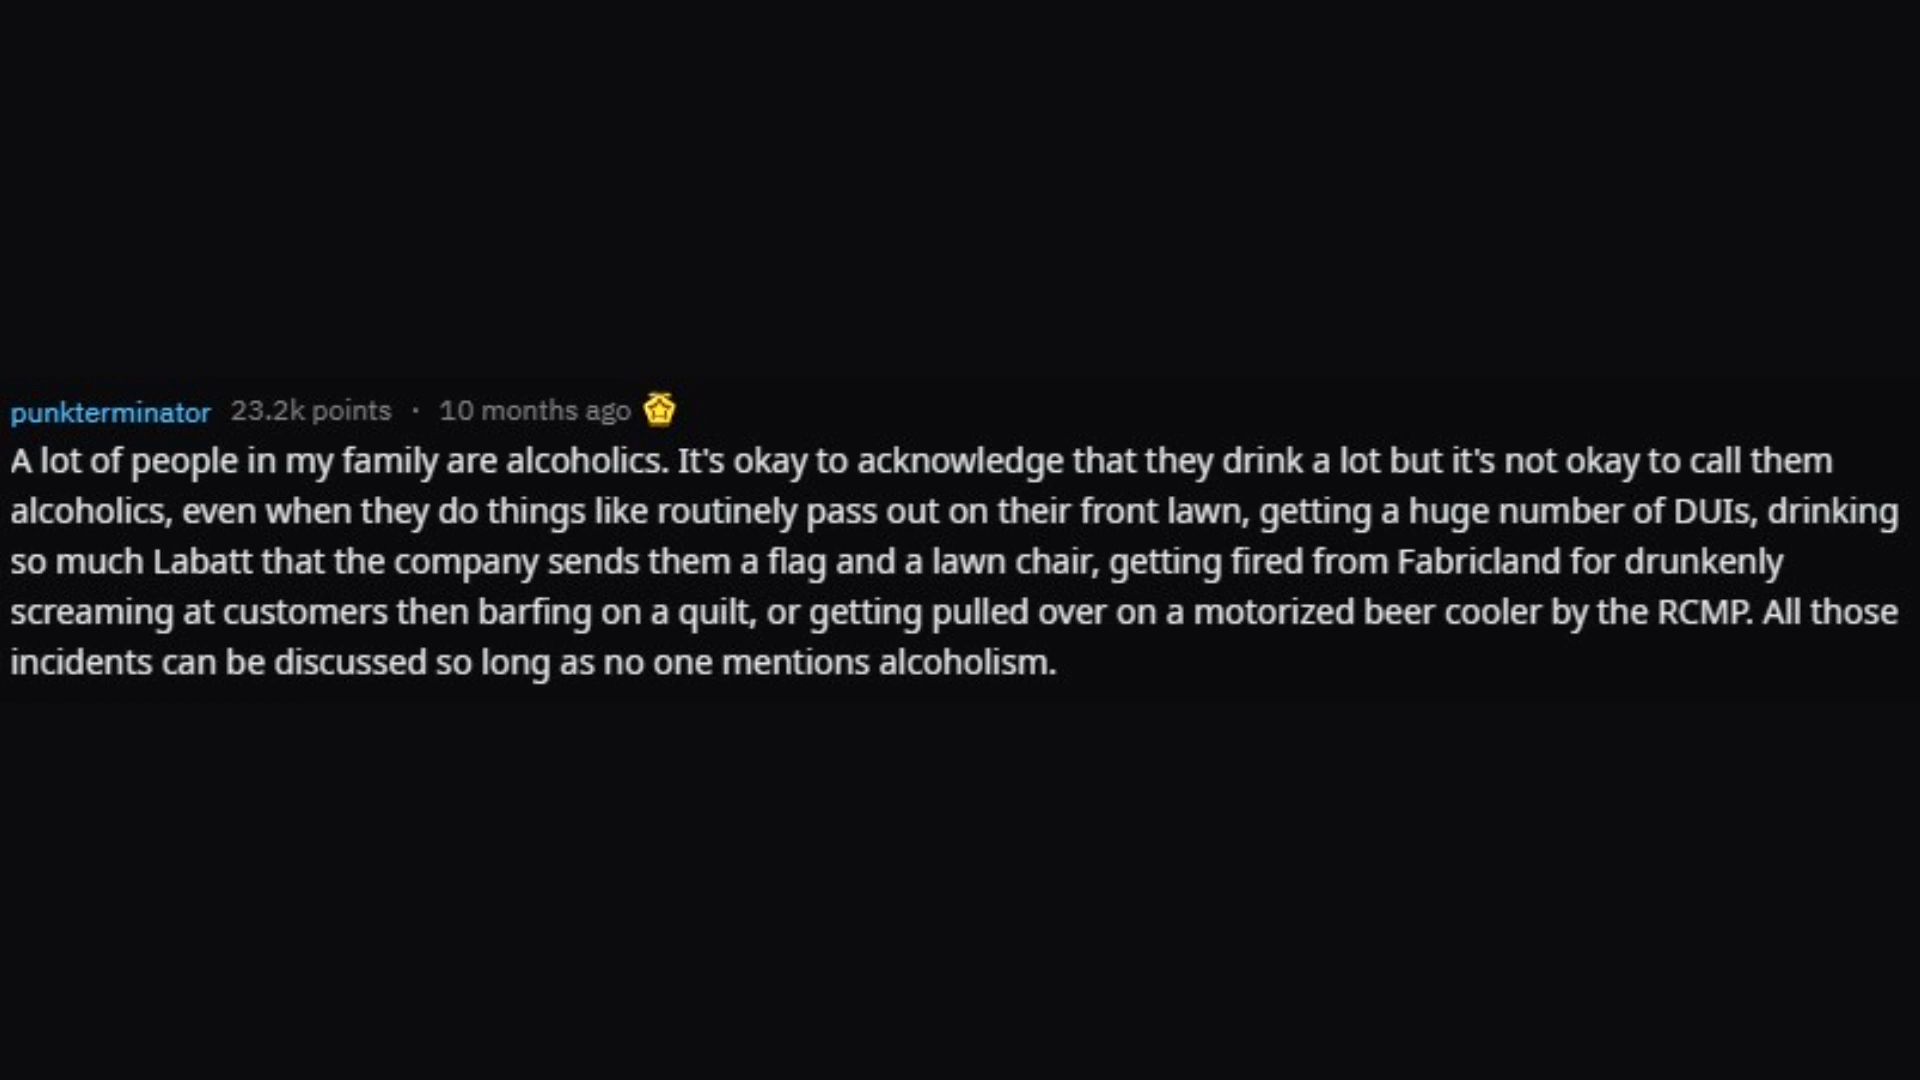 punkterminator 23.2k points · 10 months ago
A lot of people in my family are alcoholics. It's okay to acknowledge that they drink a lot but it's not okay to call them
alcoholics, even when they do things like routinely pass out on their front lawn, getting a huge number of DUIs, drinking
so much Labatt that the company sends them a flag and a lawn chair, getting fired from Fabricland for drunkenly
screaming at customers then barfing on a quilt, or getting pulled over on a motorized beer cooler by the RCMP. All those
incidents can be discussed so long as no one mentions alcoholism.